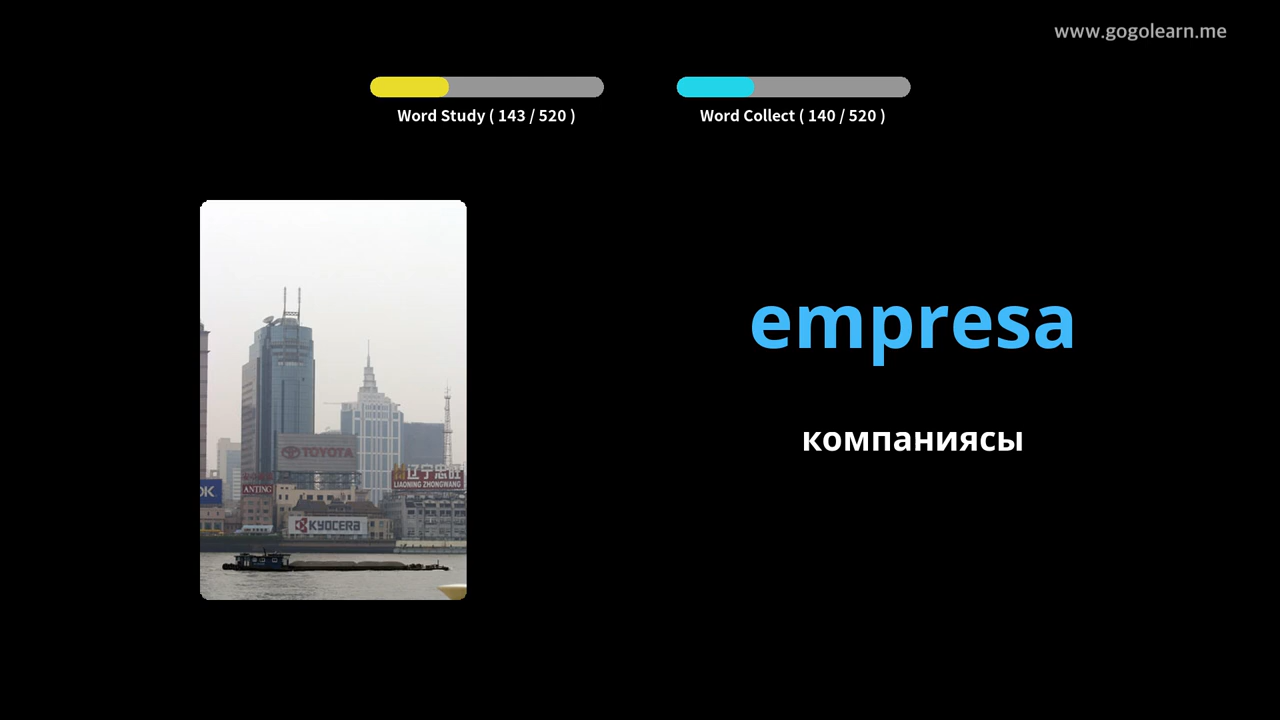 www.gogolearn.me
Word Study ( 143 / 520 )
Word Collect ( 140 / 520 )
empresa
компаниясы
TOYOTA
OK
ANTING
辽宁忠旺
LIAONING ZHONGWANG
KYOCERA